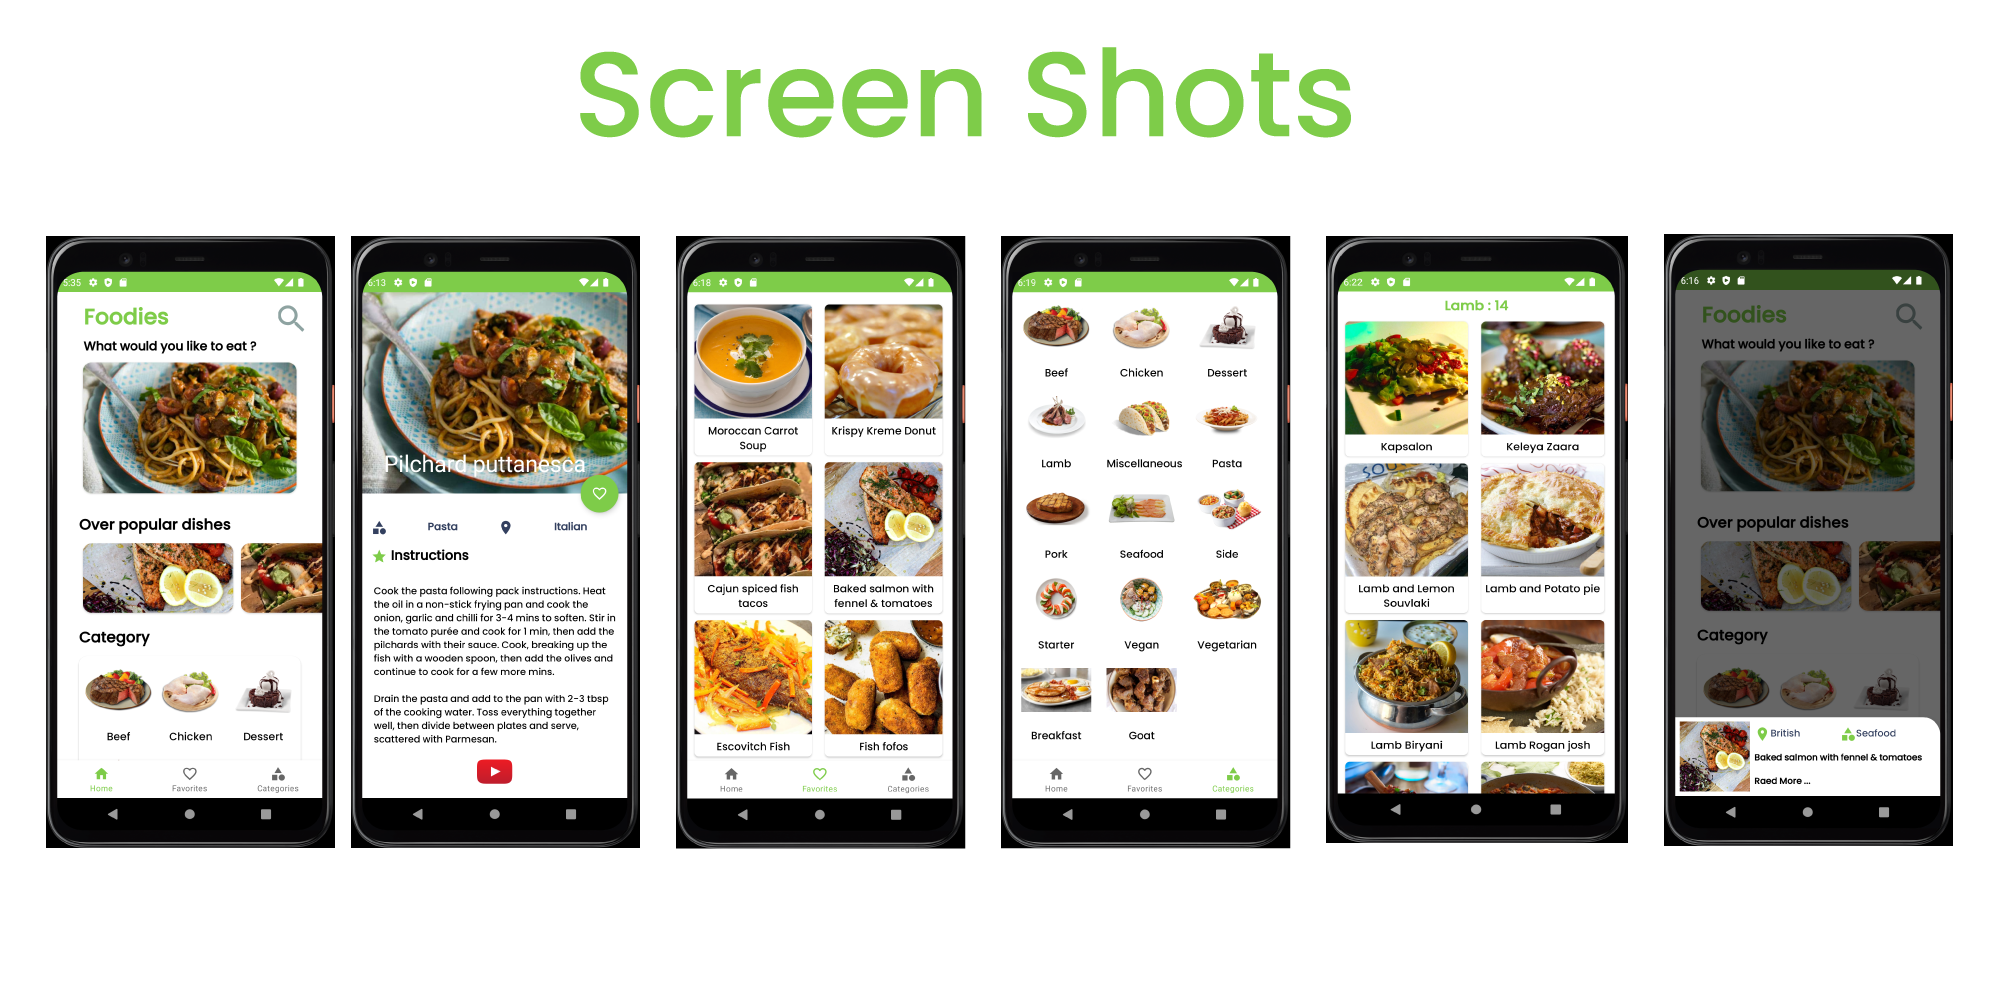 Screen Shots
5:35
Foodies
What would you like to eat ?
Over popular dishes
Category
Beef
Chicken
Dessert
Home
Favorites
Categories
6:13
Pilchard puttanesca
Pasta
Italian
Instructions
Cook the pasta following pack instructions. Heat
the oil in a non-stick frying pan and cook the
onion, garlic and chilli for 3-4 mins to soften. Stir in
the tomato purée and cook for 1 min, then add the
pilchards with their sauce. Cook, breaking up the
fish with a wooden spoon, then add the olives and
continue to cook for a few more mins.
Drain the pasta and add to the pan with 2-3 tbsp
of the cooking water. Toss everything together
well, then divide between plates and serve,
scattered with Parmesan.
6:18
Moroccan Carrot
Soup
Krispy Kreme Donut
Cajun spiced fish
tacos
Baked salmon with
fennel & tomatoes
Escovitch Fish
Fish fofos
Home
Favorites
Categories
6:19
Beef
Chicken
Dessert
Lamb
Miscellaneous
Pasta
Pork
Seafood
Side
Starter
Vegan
Vegetarian
Breakfast
Goat
Home
Favorites
Categories
6:22
Lamb : 14
Kapsalon
Keleya Zaara
Lamb and Lemon
Souvlaki
Lamb and Potato pie
Lamb Biryani
Lamb Rogan josh
6:16
Foodies
What would you like to eat ?
Over popular dishes
Category
British
Seafood
Baked salmon with fennel & tomatoes
Raed More ...